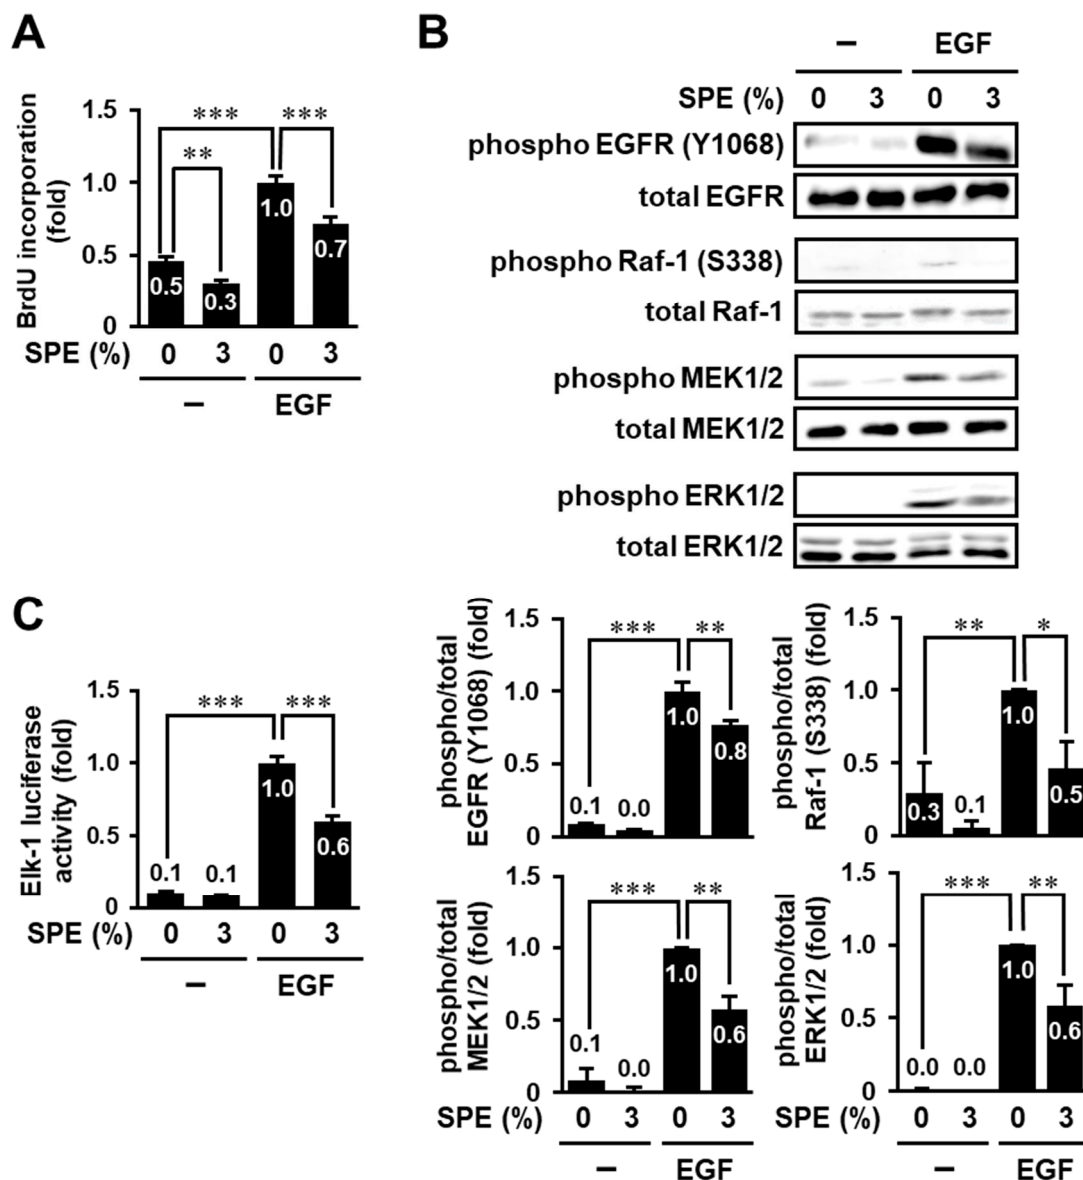 A
BrdU incorporation
(fold)
1.5
1.0
0.5
0
***
***
**
0.5
0.3
1.0
0.7
SPE (%) 0 3 0 3
– EGF
B
– EGF
SPE (%) 0 3 0 3
phospho EGFR (Y1068)
total EGFR
phospho Raf-1 (S338)
total Raf-1
phospho MEK1/2
total MEK1/2
phospho ERK1/2
total ERK1/2
phospho/total
EGFR (Y1068) (fold)
1.5
1.0
0.5
0
*** **
0.1 0.0 1.0 0.8
phospho/total
Raf-1 (S338) (fold)
1.5
1.0
0.5
0
** *
0.3 0.1 1.0 0.5
phospho/total
MEK1/2 (fold)
1.5
1.0
0.5
0
*** **
0.1 0.0 1.0 0.6
SPE (%) 0 3 0 3
– EGF
phospho/total
ERK1/2 (fold)
1.5
1.0
0.5
0
*** **
0.0 0.0 1.0 0.6
0 3 0 3
– EGF
C
Elk-1 luciferase
activity (fold)
1.5
1.0
0.5
0
*** ***
0.1 0.1 1.0 0.6
SPE (%) 0 3 0 3
– EGF